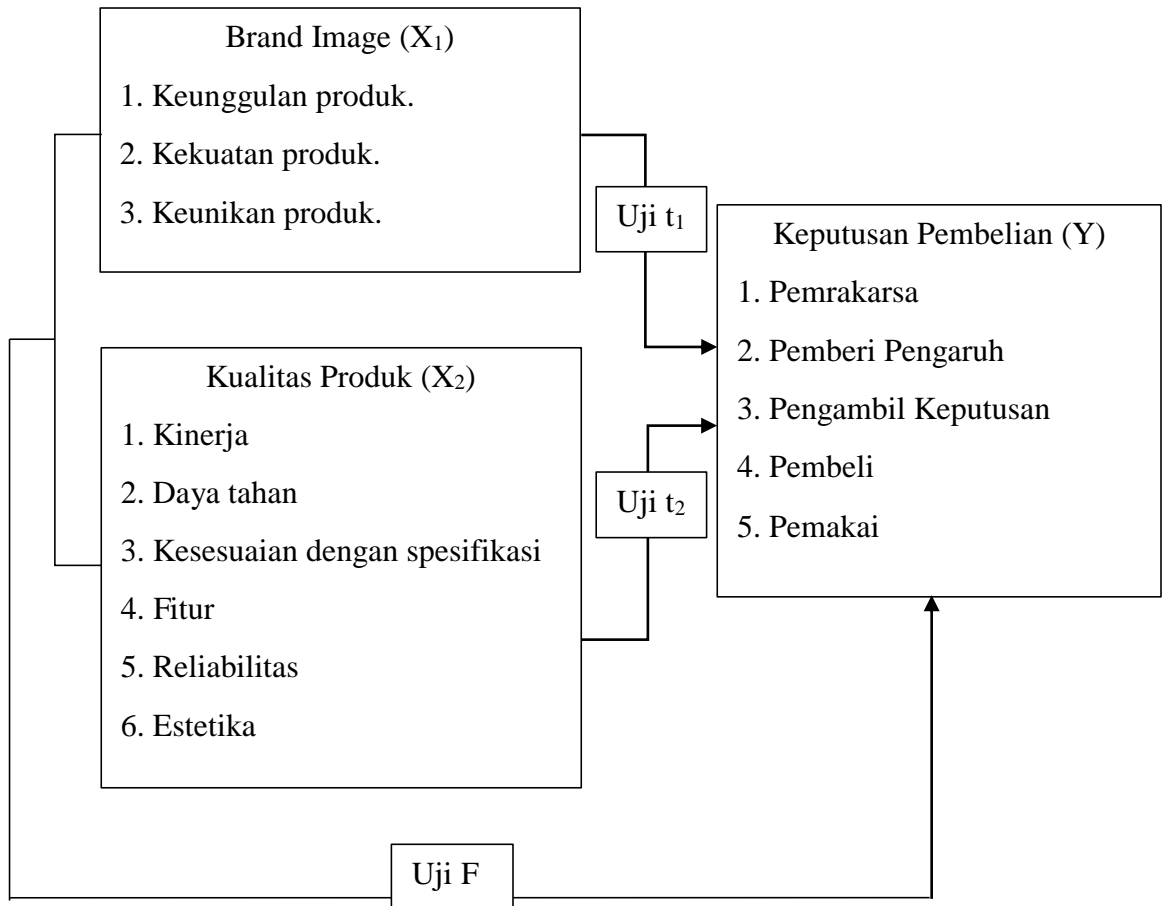 Brand Image (X₁)
1. Keunggulan produk.
2. Kekuatan produk.
3. Keunikan produk.
Uji t₁
Kualitas Produk (X₂)
1. Kinerja
2. Daya tahan
3. Kesesuaian dengan spesifikasi
4. Fitur
5. Reliabilitas
6. Estetika
Uji t₂
Keputusan Pembelian (Y)
1. Pemrakarsa
2. Pemberi Pengaruh
3. Pengambil Keputusan
4. Pembeli
5. Pemakai
Uji F